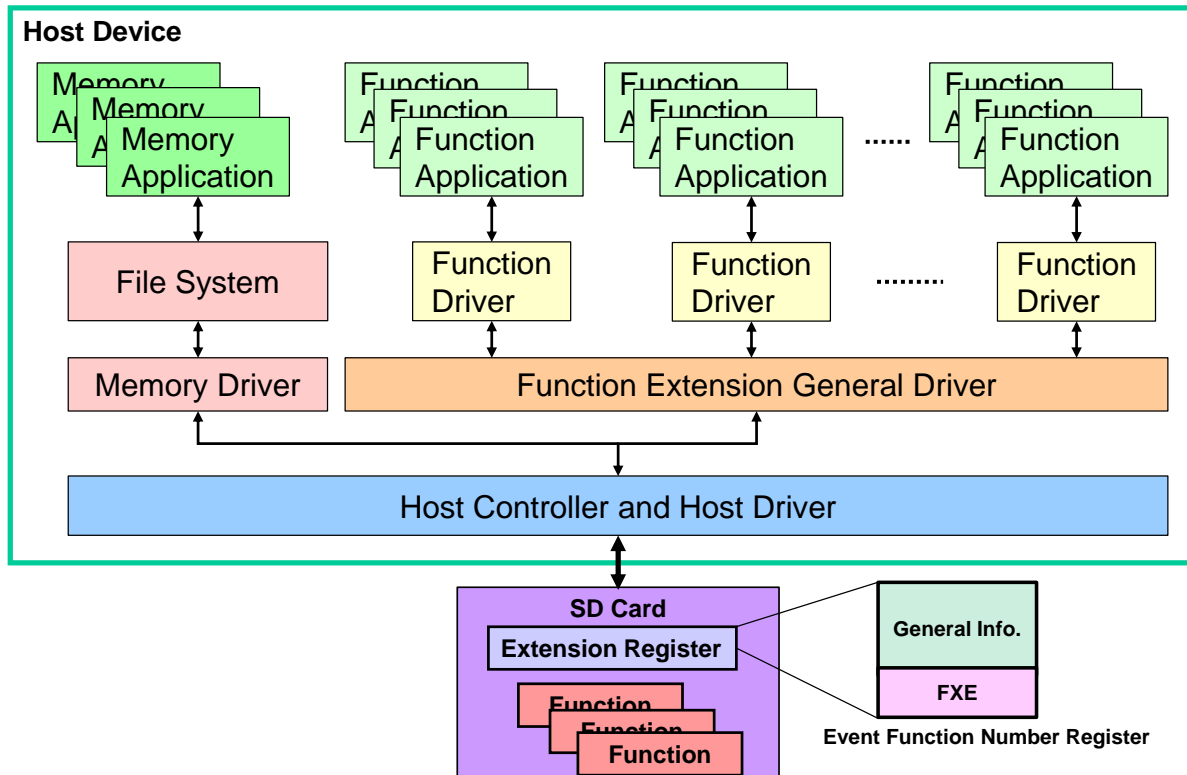 Host Device
Memory
Ap
Memory
A
Memory
Application
Function
A
Function
A
Function
Application
Function
A
Function
A
Function
Application
......
Function
A
Function
A
Function
Application
File System
Function
Driver
Function
Driver
.........
Function
Driver
Memory Driver
Function Extension General Driver
Host Controller and Host Driver
SD Card
Extension Register
Function
Function
Function
General Info.
FXE
Event Function Number Register